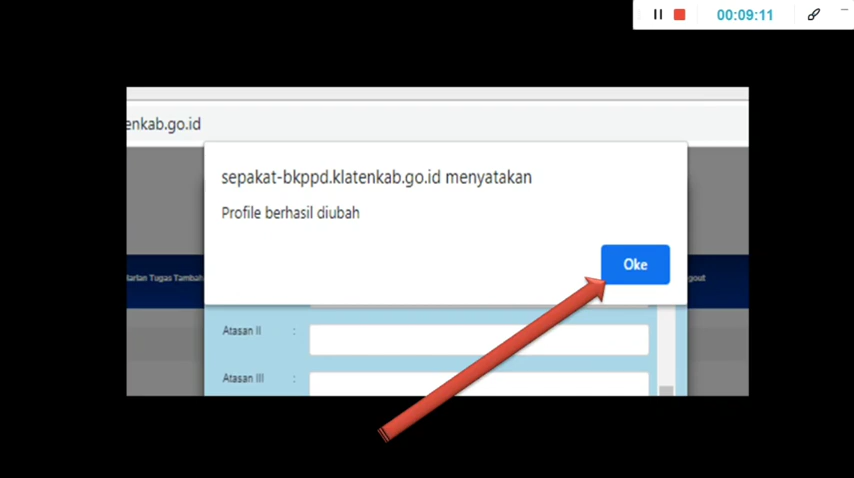 00:09:11
enkab.go.id
sepakat-bkppd.klatenkab.go.id menyatakan
Profile berhasil diubah
Oke
Tugas Tambah
gout
Atasan II :
Atasan III :